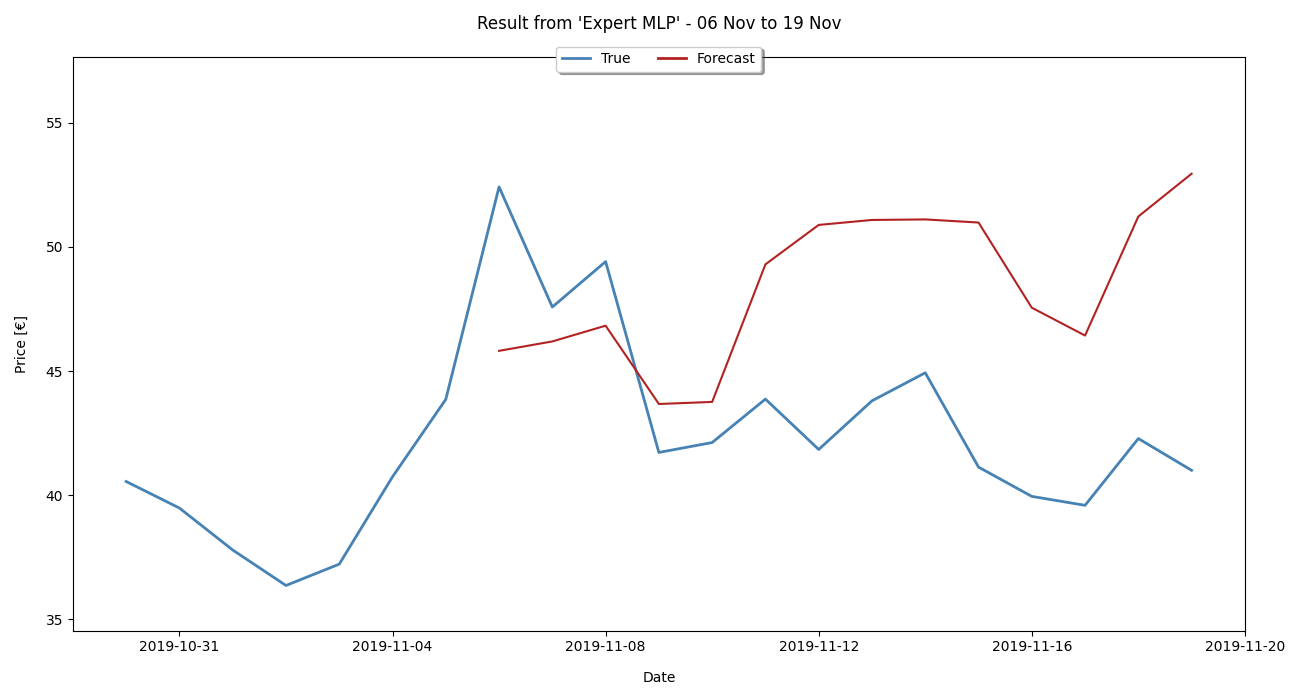 Result from 'Expert MLP' - 06 Nov to 19 Nov
True Forecast
55
50
45
40
35
Price [€]
2019-10-31 2019-11-04 2019-11-08 2019-11-12 2019-11-16 2019-11-20
Date